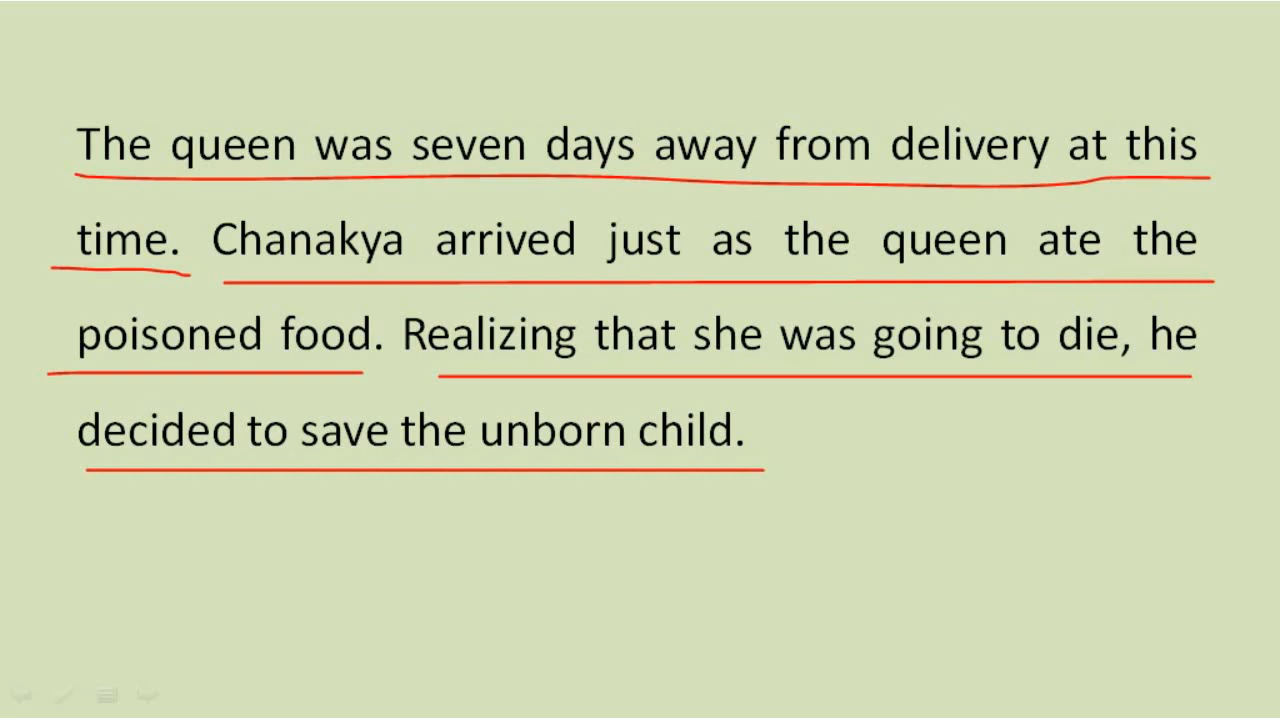 The queen was seven days away from delivery at this
time. Chanakya arrived just as the queen ate the
poisoned food. Realizing that she was going to die, he
decided to save the unborn child.